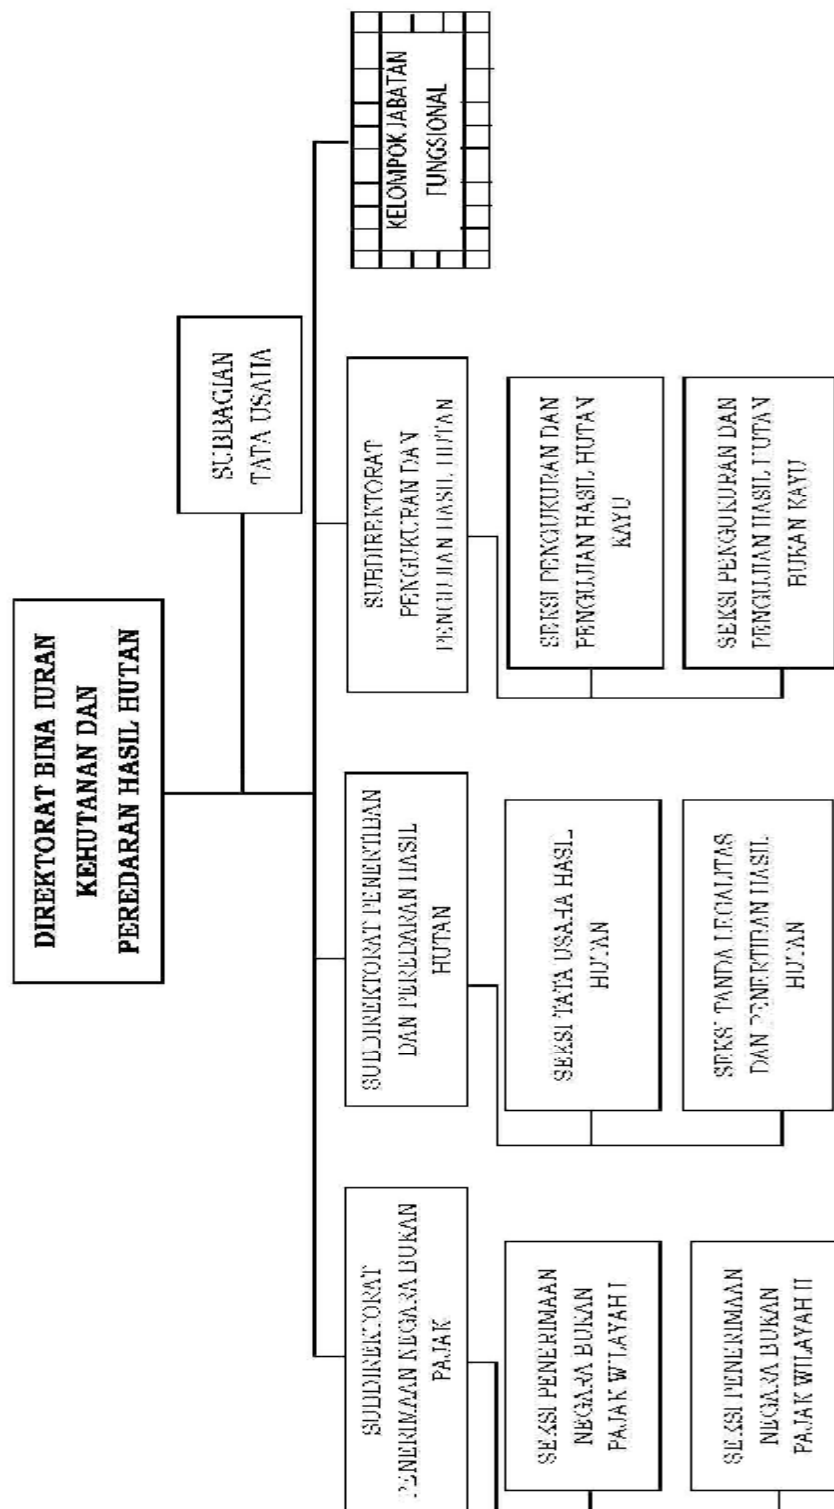 DIREKTORAT BINA IURAN
KEHUTANAN DAN
PEREDARAN HASIL HUTAN
SUBBAGIAN
TATA USAHA
SUBDIREKTORAT
PENERIMAAN NEGARA BUKAN
PAJAK
SUBDIREKTORAT PENERTIBAN
DAN PEREDARAN HASIL
HUTAN
SUBDIREKTORAT
PENGUKURAN DAN
PENGUJIAN HASIL HUTAN
KELOMPOK JABATAN
FUNGSIONAL
SEKSI PENERIMAAN
NEGARA BUKAN
PAJAK WILAYAH I
SEKSI TATA USAHA HASIL
HUTAN
SEKSI PENGUKURAN DAN
PENGUJIAN HASIL HUTAN
KAYU
SEKSI PENERIMAAN
NEGARA BUKAN
PAJAK WILAYAH II
SEKSI TANDA LEGALITAS
DAN PENERTIBAN HASIL
HUTAN
SEKSI PENGUKURAN DAN
PENGUJIAN HASIL HUTAN
BUKAN KAYU